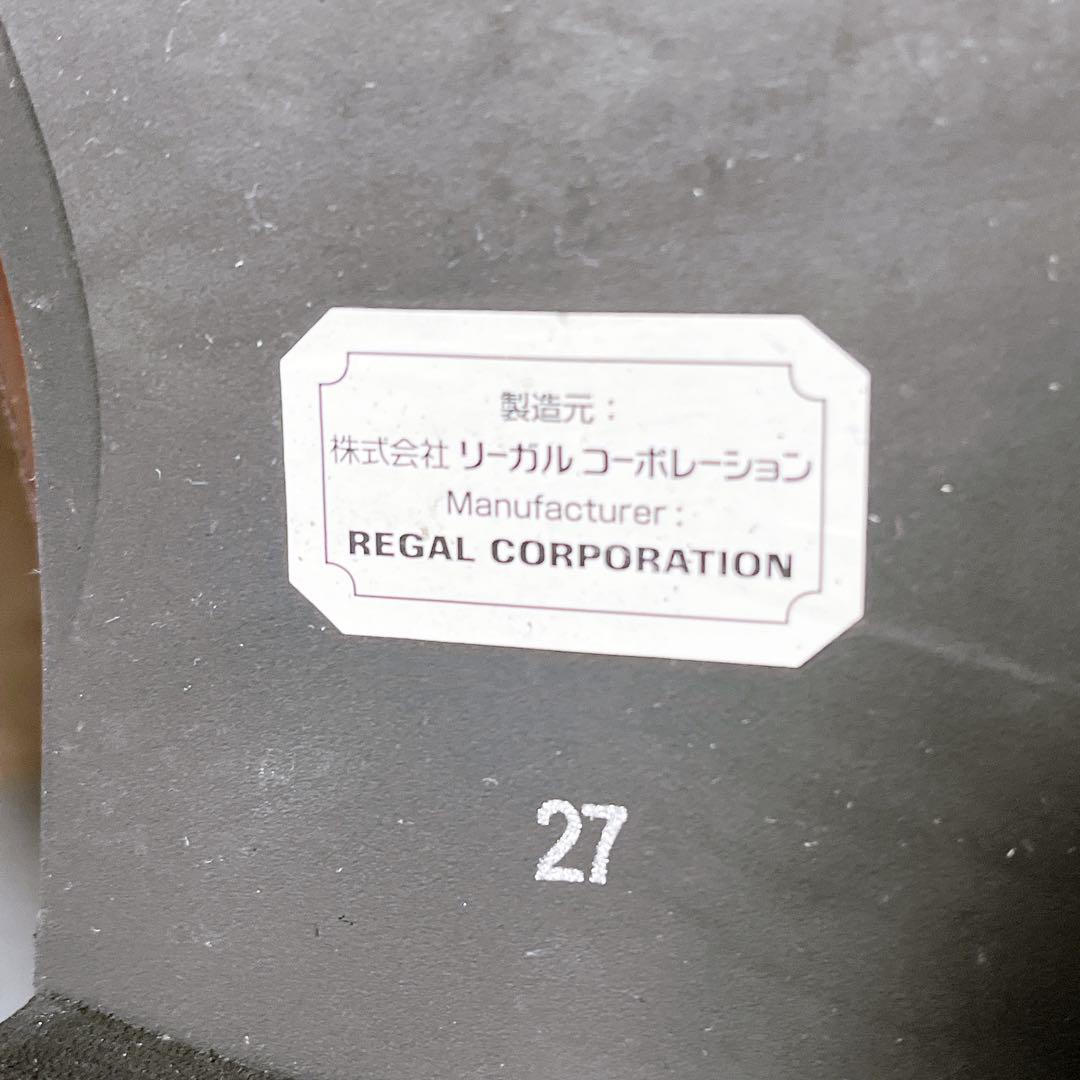 製造元：
株式会社 リーガル コーポレーション
Manufacturer :
REGAL CORPORATION
27